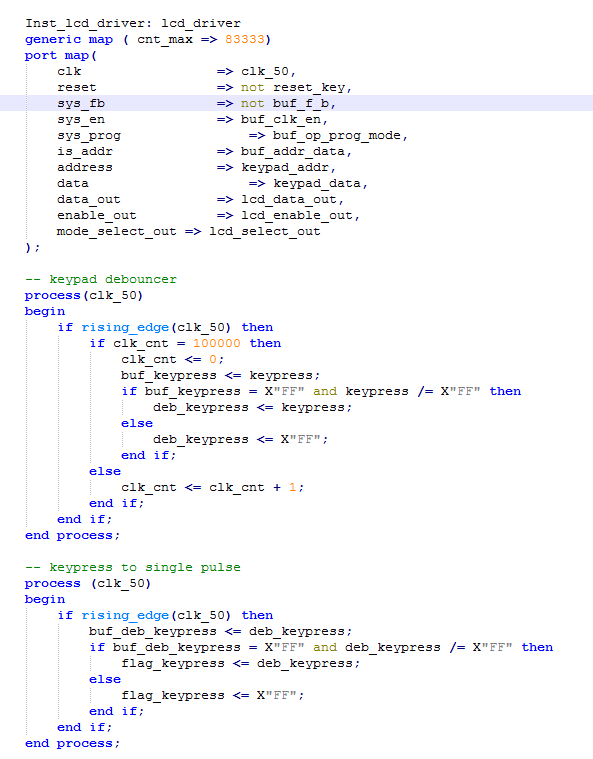 Inst_lcd_driver: lcd_driver
generic map ( cnt_max => 83333)
port map(
    clk                 => clk_50,
    reset               => not reset_key,
    sys_fb              => not buf_f_b,
    sys_en              => buf_clk_en,
    sys_prog                => buf_op_prog_mode,
    is_addr             => buf_addr_data,
    address             => keypad_addr,
    data                    => keypad_data,
    data_out            => lcd_data_out,
    enable_out          => lcd_enable_out,
    mode_select_out => lcd_select_out
);

-- keypad debouncer
process(clk_50)
begin
    if rising_edge(clk_50) then
        if clk_cnt = 100000 then
            clk_cnt <= 0;
            buf_keypress <= keypress;
            if buf_keypress = X"FF" and keypress /= X"FF" then
                deb_keypress <= keypress;
            else
                deb_keypress <= X"FF";
            end if;
        else
            clk_cnt <= clk_cnt + 1;
        end if;
    end if;
end process;

-- keypress to single pulse
process (clk_50)
begin
    if rising_edge(clk_50) then
        buf_deb_keypress <= deb_keypress;
        if buf_deb_keypress = X"FF" and deb_keypress /= X"FF" then
            flag_keypress <= deb_keypress;
        else
            flag_keypress <= X"FF";
        end if;
    end if;
end process;